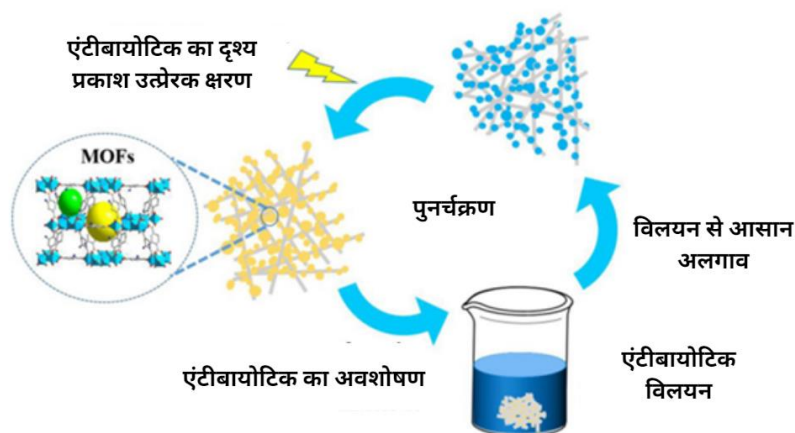 एंटीबायोटिक का दृश्य
प्रकाश उत्प्रेरक क्षरण
MOFs
पुनर्चक्रण
विलयन से आसान
अलगाव
एंटीबायोटिक का अवशोषण
एंटीबायोटिक
विलयन